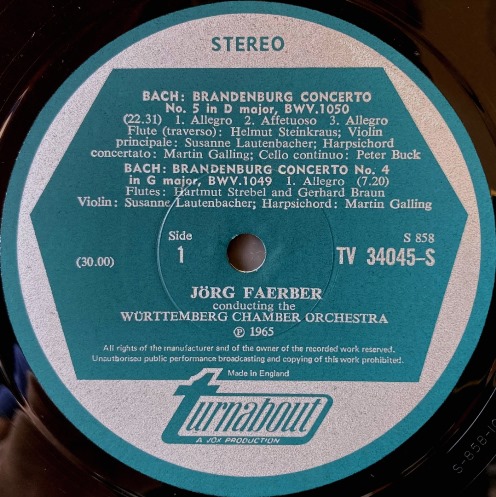 STEREO
BACH: BRANDENBURG CONCERTO
No. 5 in D major, BWV.1050
(22.31) 1. Allegro 2. Affetuoso 3. Allegro
Flute (traverso): Helmut Steinkraus; Violin
principale: Susanne Lautenbacher; Harpsichord
concertato: Martin Galling; Cello continuo: Peter Buck
BACH: BRANDENBURG CONCERTO No. 4
in G major, BWV.1049 1. Allegro (7.20)
Flutes: Hartmut Strebel and Gerhard Braun
Violin: Susanne Lautenbacher; Harpsichord: Martin Galling
Side
1
S 858
(30.00)
TV 34045-S
JÖRG FAERBER
conducting the
WÜRTTEMBERG CHAMBER ORCHESTRA
℗ 1965
All rights of the manufacturer and of the owner of the recorded work reserved.
Unauthorised public performance broadcasting and copying of this work prohibited.
Made in England
turnabout
A VOX PRODUCTION